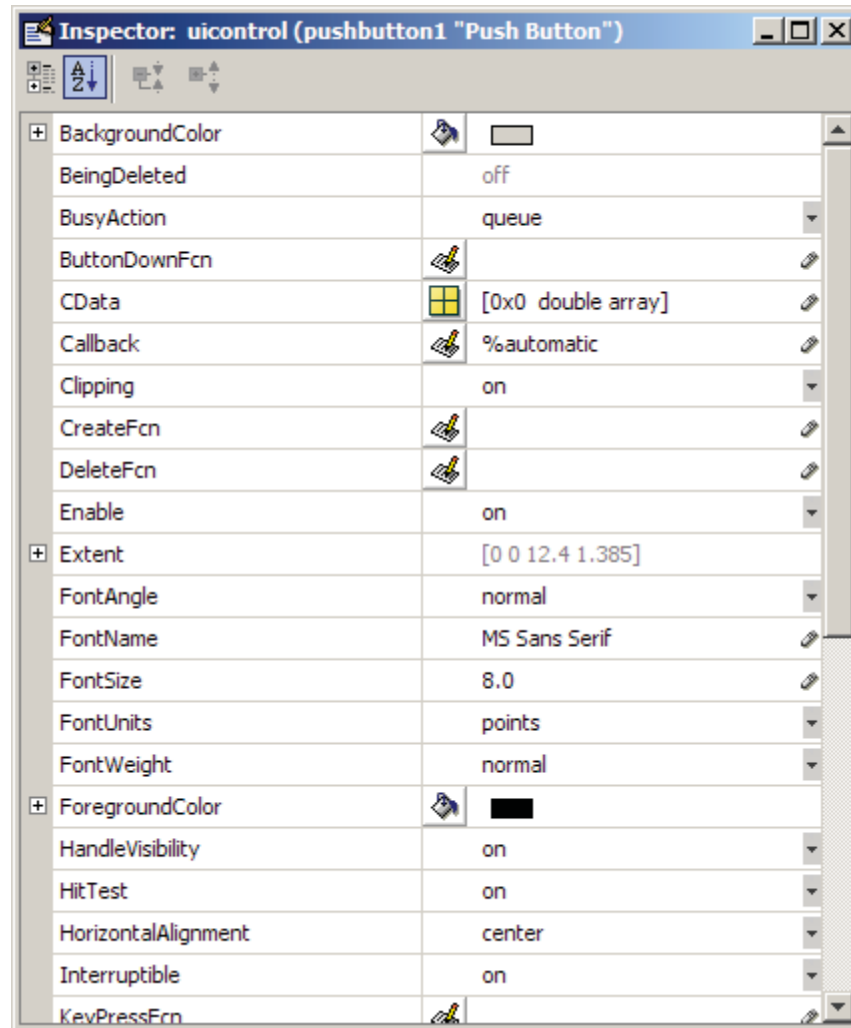 Inspector: uicontrol (pushbutton1 "Push Button")
BackgroundColor
BeingDeleted off
BusyAction queue
ButtonDownFcn
CData [0x0 double array]
Callback %automatic
Clipping on
CreateFcn
DeleteFcn
Enable on
Extent [0 0 12.4 1.385]
FontAngle normal
FontName MS Sans Serif
FontSize 8.0
FontUnits points
FontWeight normal
ForegroundColor
HandleVisibility on
HitTest on
HorizontalAlignment center
Interruptible on
KeyPressFcn